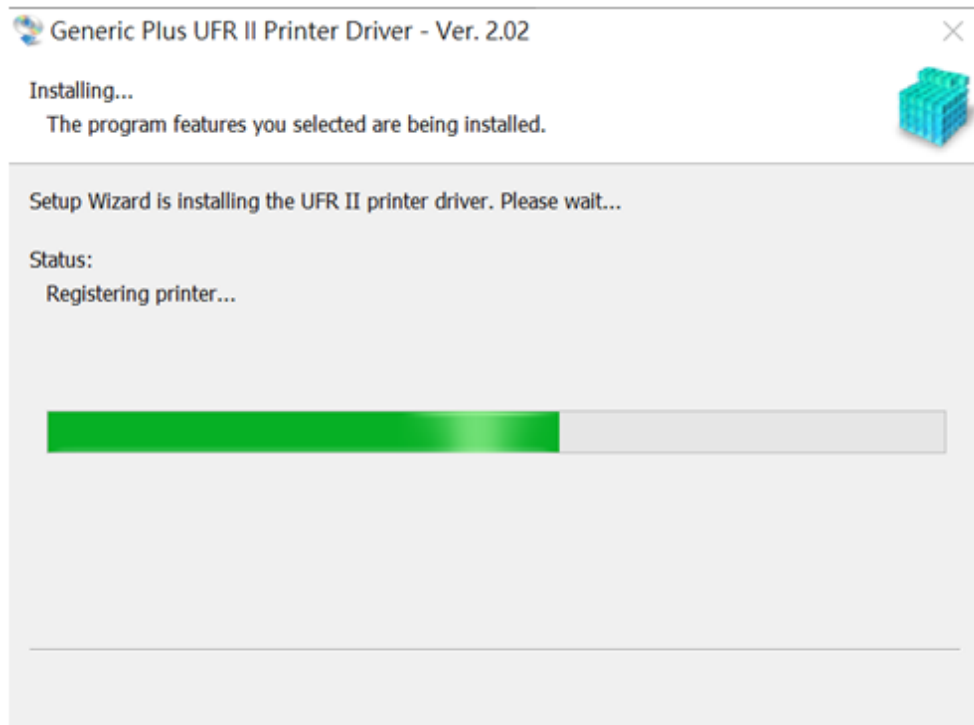 Generic Plus UFR II Printer Driver - Ver. 2.02
Installing...
The program features you selected are being installed.
Setup Wizard is installing the UFR II printer driver. Please wait...
Status:
Registering printer...